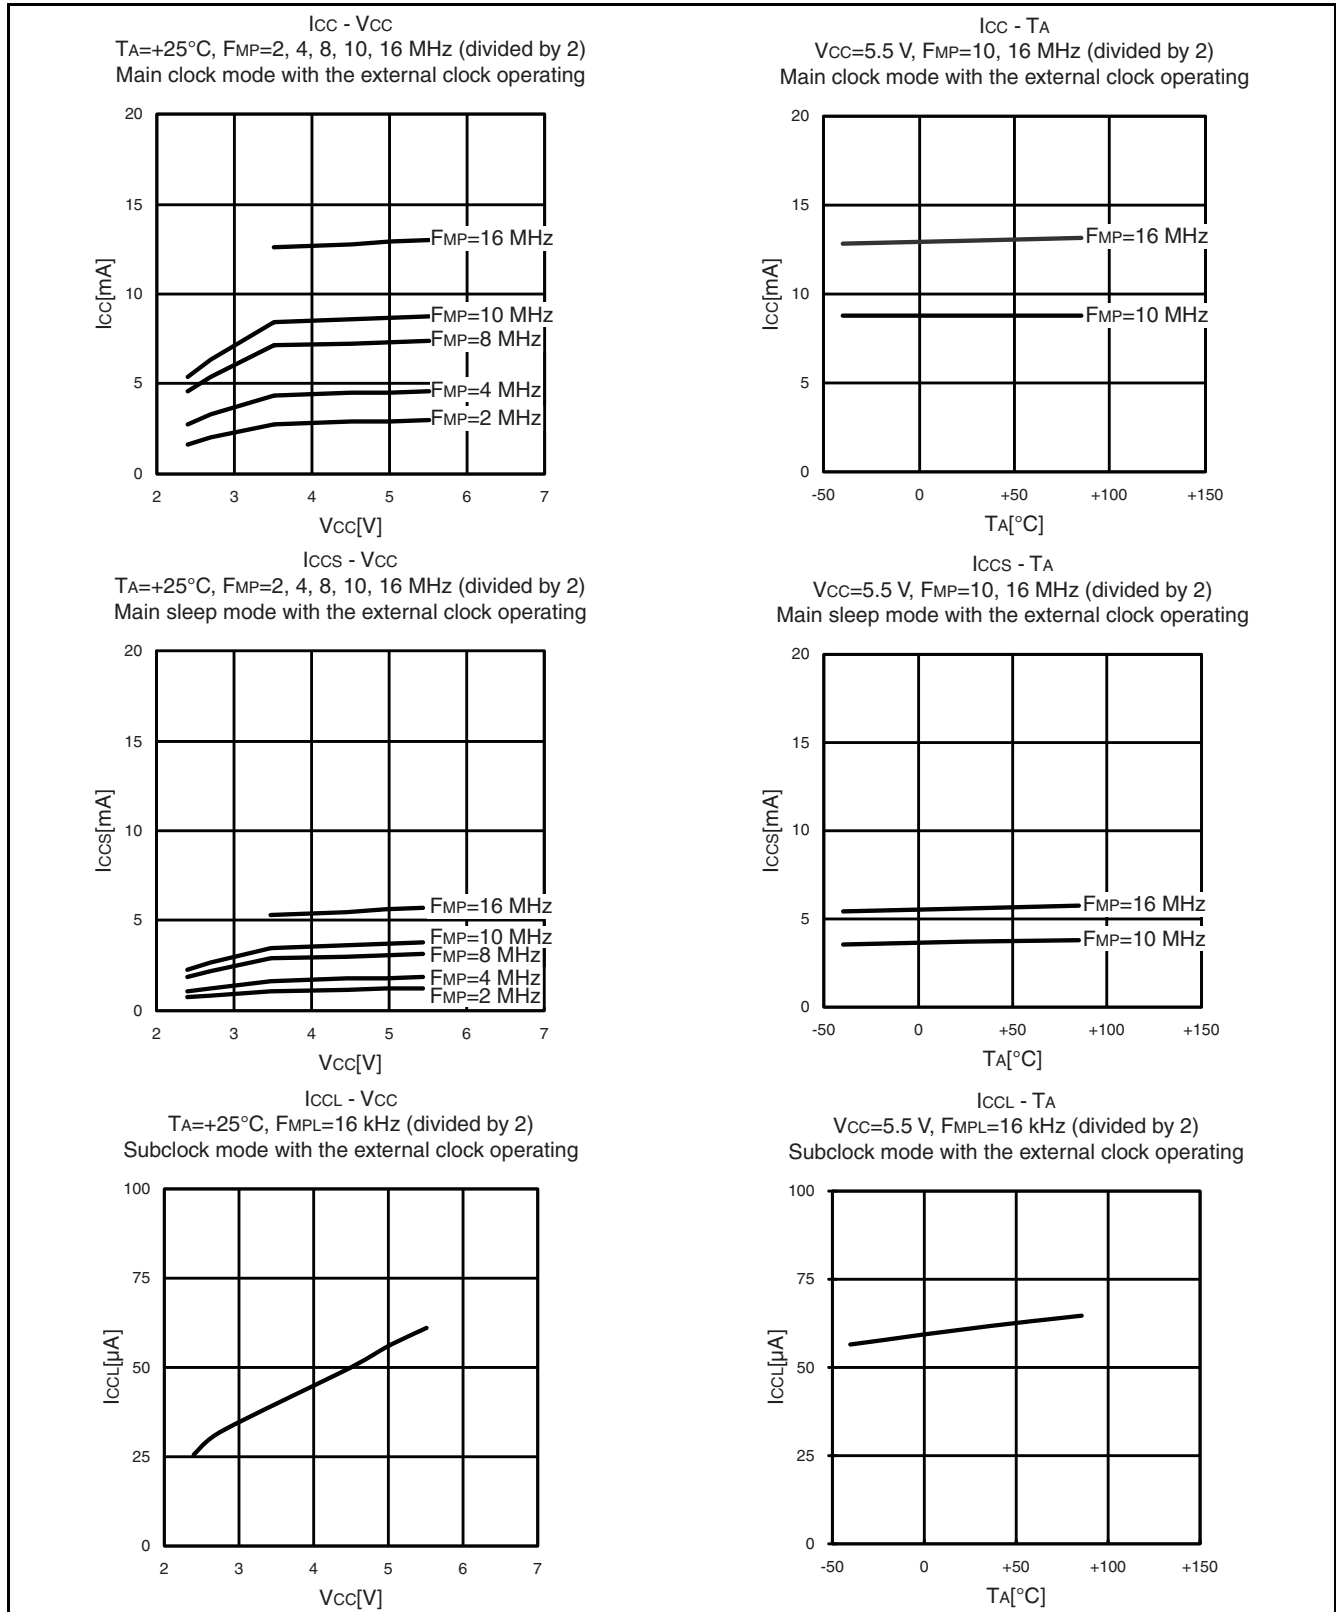 ICC - VCC
TA=+25°C, FMP=2, 4, 8, 10, 16 MHz (divided by 2)
Main clock mode with the external clock operating
20
15
10
5
0
ICC[mA]
FMP=16 MHz
FMP=10 MHz
FMP=8 MHz
FMP=4 MHz
FMP=2 MHz
2 3 4 5 6 7
VCC[V]
ICC - TA
VCC=5.5 V, FMP=10, 16 MHz (divided by 2)
Main clock mode with the external clock operating
20
15
10
5
0
ICC[mA]
FMP=16 MHz
FMP=10 MHz
-50 0 +50 +100 +150
TA[°C]
ICCS - VCC
TA=+25°C, FMP=2, 4, 8, 10, 16 MHz (divided by 2)
Main sleep mode with the external clock operating
20
15
10
5
0
ICCS[mA]
FMP=16 MHz
FMP=10 MHz
FMP=8 MHz
FMP=4 MHz
FMP=2 MHz
2 3 4 5 6 7
VCC[V]
ICCS - TA
VCC=5.5 V, FMP=10, 16 MHz (divided by 2)
Main sleep mode with the external clock operating
20
15
10
5
0
ICCS[mA]
FMP=16 MHz
FMP=10 MHz
-50 0 +50 +100 +150
TA[°C]
ICCL - VCC
TA=+25°C, FMPL=16 kHz (divided by 2)
Subclock mode with the external clock operating
100
75
50
25
0
ICCL[µA]
2 3 4 5 6 7
VCC[V]
ICCL - TA
VCC=5.5 V, FMPL=16 kHz (divided by 2)
Subclock mode with the external clock operating
100
75
50
25
0
ICCL[µA]
-50 0 +50 +100 +150
TA[°C]